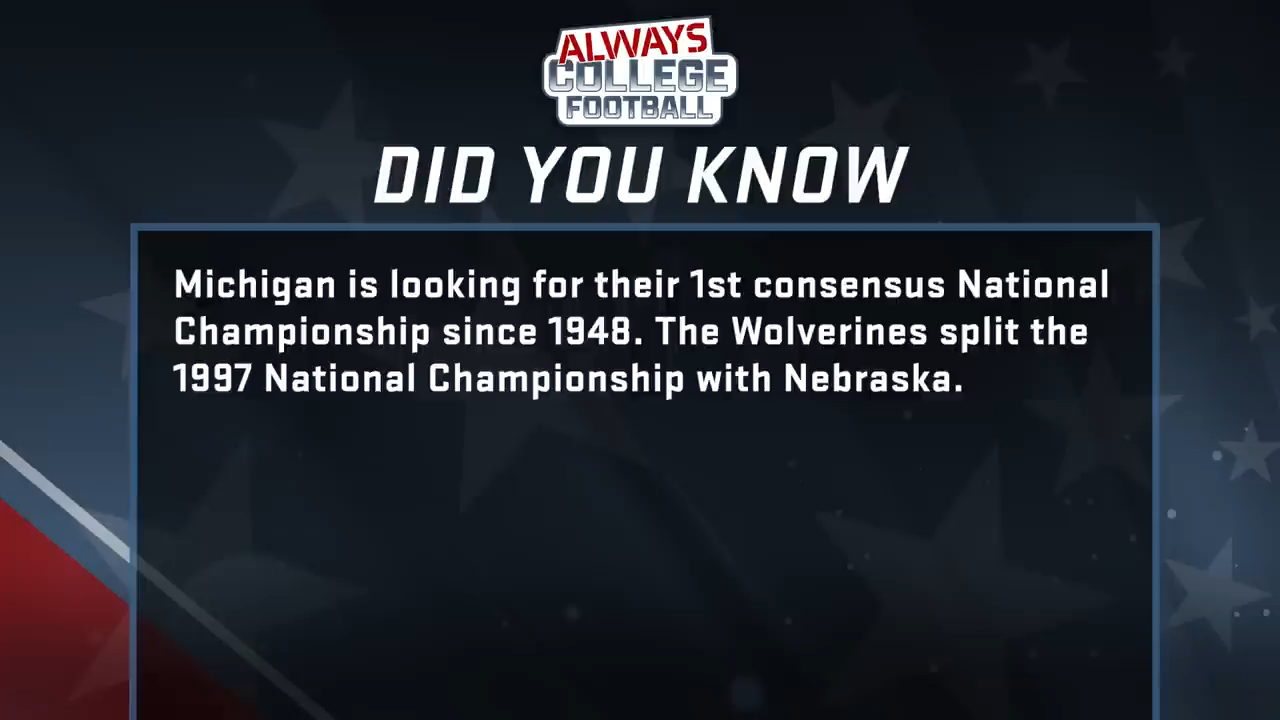 ALWAYS
COLLEGE
FOOTBALL
DID YOU KNOW
Michigan is looking for their 1st consensus National
Championship since 1948. The Wolverines split the
1997 National Championship with Nebraska.